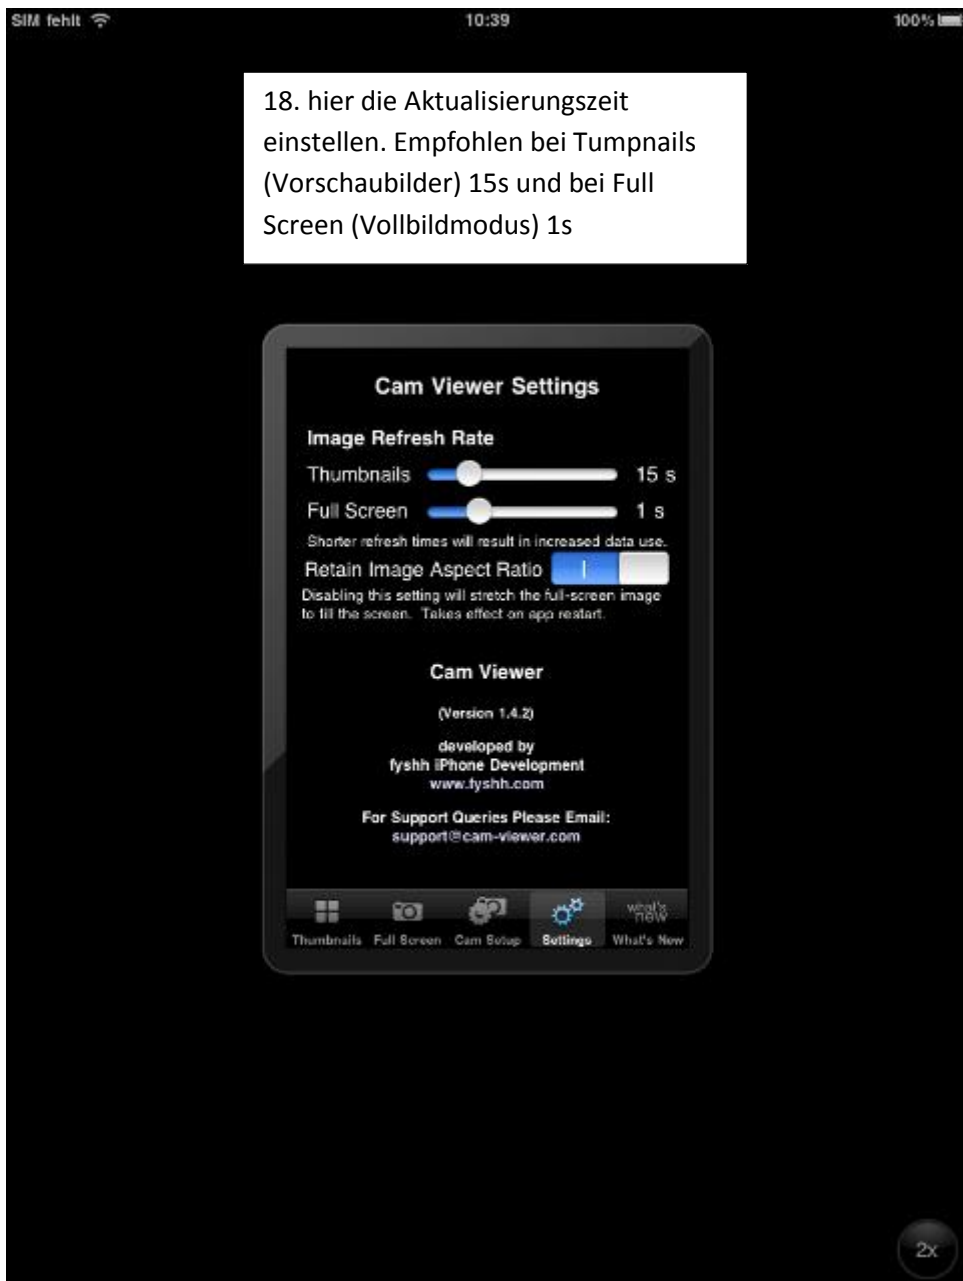 SIM fehlt 10:39 100%
18. hier die Aktualisierungszeit
einstellen. Empfohlen bei Tumpnails
(Vorschaubilder) 15s und bei Full
Screen (Vollbildmodus) 1s
Cam Viewer Settings
Image Refresh Rate
Thumbnails 15 s
Full Screen 1 s
Shorter refresh times will result in increased data use.
Retain Image Aspect Ratio
Disabling this setting will stretch the full-screen image
to fill the screen. Takes effect on app restart.
Cam Viewer
(Version 1.4.2)
developed by
fyshh iPhone Development
www.fyshh.com
For Support Queries Please Email:
support@cam-viewer.com
what's
new
Thumbnails Full Screen Cam Setup Settings What's New
2x